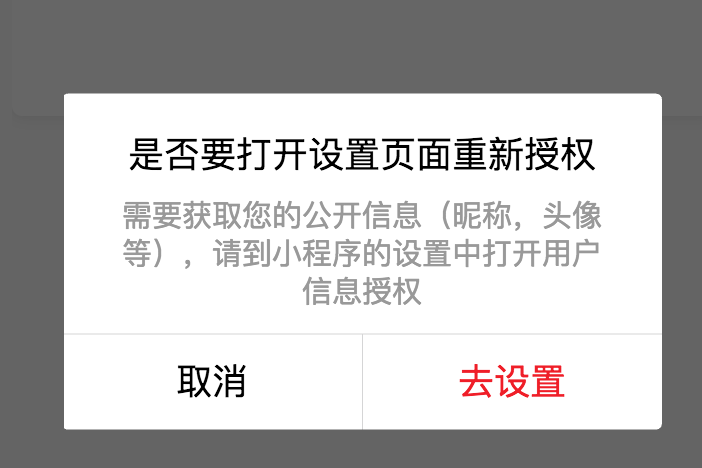 是否要打开设置页面重新授权
需要获取您的公开信息（昵称，头像
等），请到小程序的设置中打开用户
信息授权
取消
去设置